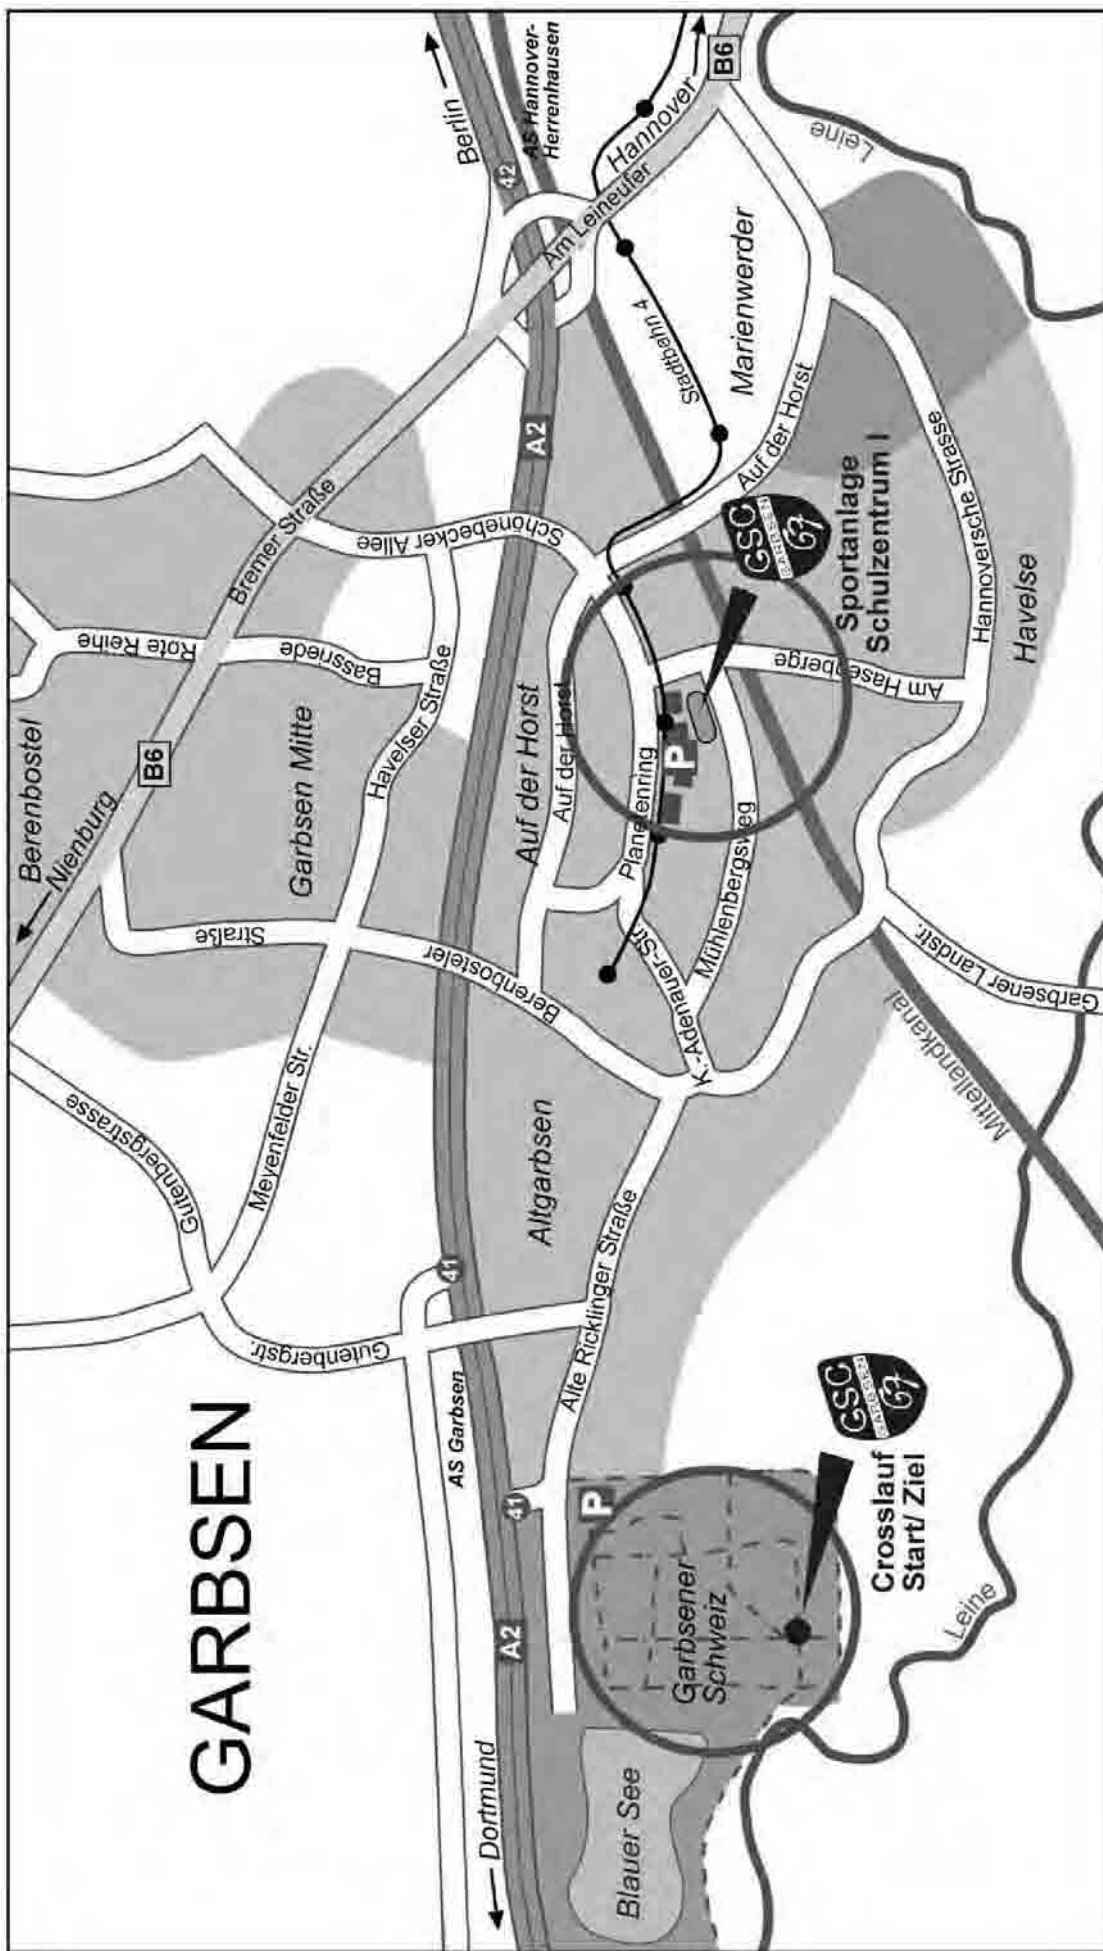 GARBSEN
Berenbostel
Nienburg
B6
Rote Reihe
Bremer Straße
Garbsen Mitte
Bassriede
Straße
Gutenbergstrasse
Meyenfelder Str.
Havelser Straße
Schönebecker Allee
Berlin
42
AS Hannover-
Herrenhausen
Am Leineufer
Hannover
B6
Leine
Gutenbergstr.
AS Garbsen
41
41
A2
A2
Dortmund
Berenbosteler
Auf der Horst
Auf der Horst
Auf der Horst
Stadtbahn 4
Marienwerder
Altgarbsen
Alte Ricklinger Straße
K.-Adenauer-Str.
Planetenring
P
Mühlenbergsweg
Am Hasenberge
GSC
GARBSEN
67
Sportanlage
Schulzentrum I
Hannoversche Strasse
Havelse
Garbsener Landstr.
Mittellandkanal
P
Garbsener
Schweiz
Blauer See
GSC
GARBSEN
67
Crosslauf
Start/ Ziel
Leine